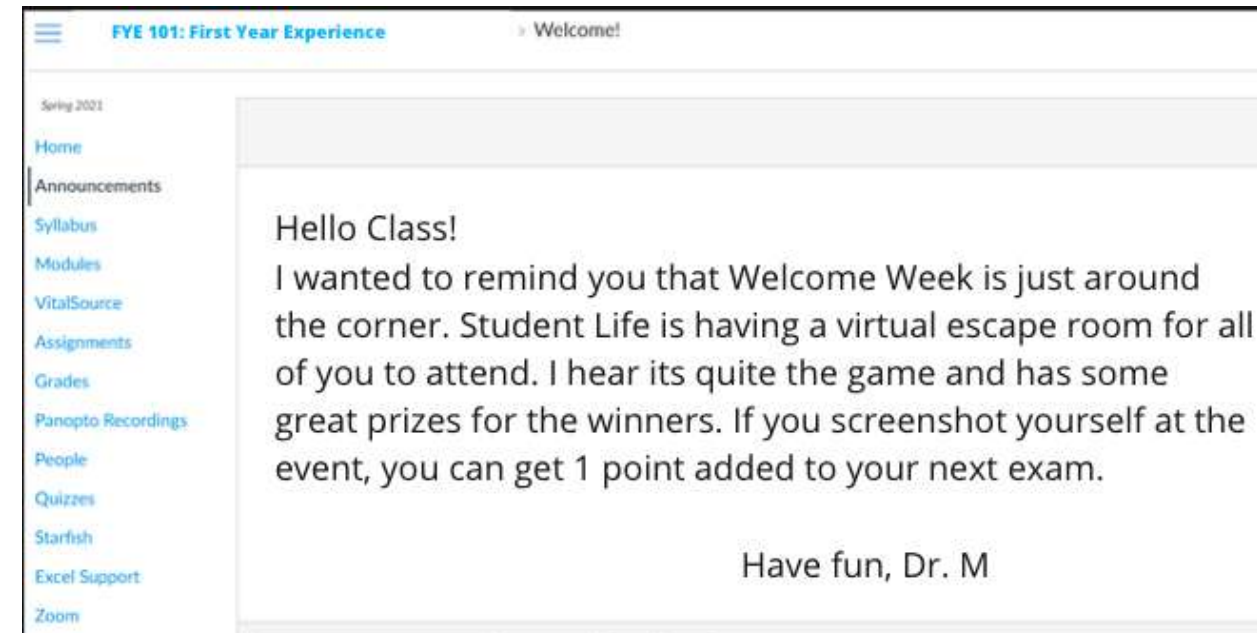 FYE 101: First Year Experience › Welcome!
Spring 2021
Home
Announcements
Syllabus
Modules
VitalSource
Assignments
Grades
Panopto Recordings
People
Quizzes
Starfish
Excel Support
Zoom
Hello Class!
I wanted to remind you that Welcome Week is just around
the corner. Student Life is having a virtual escape room for all
of you to attend. I hear its quite the game and has some
great prizes for the winners. If you screenshot yourself at the
event, you can get 1 point added to your next exam.
Have fun, Dr. M